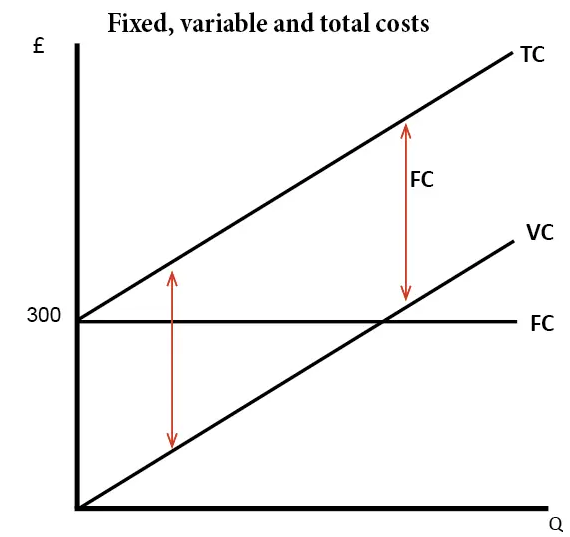 Fixed, variable and total costs
£
TC
FC
VC
300
FC
Q